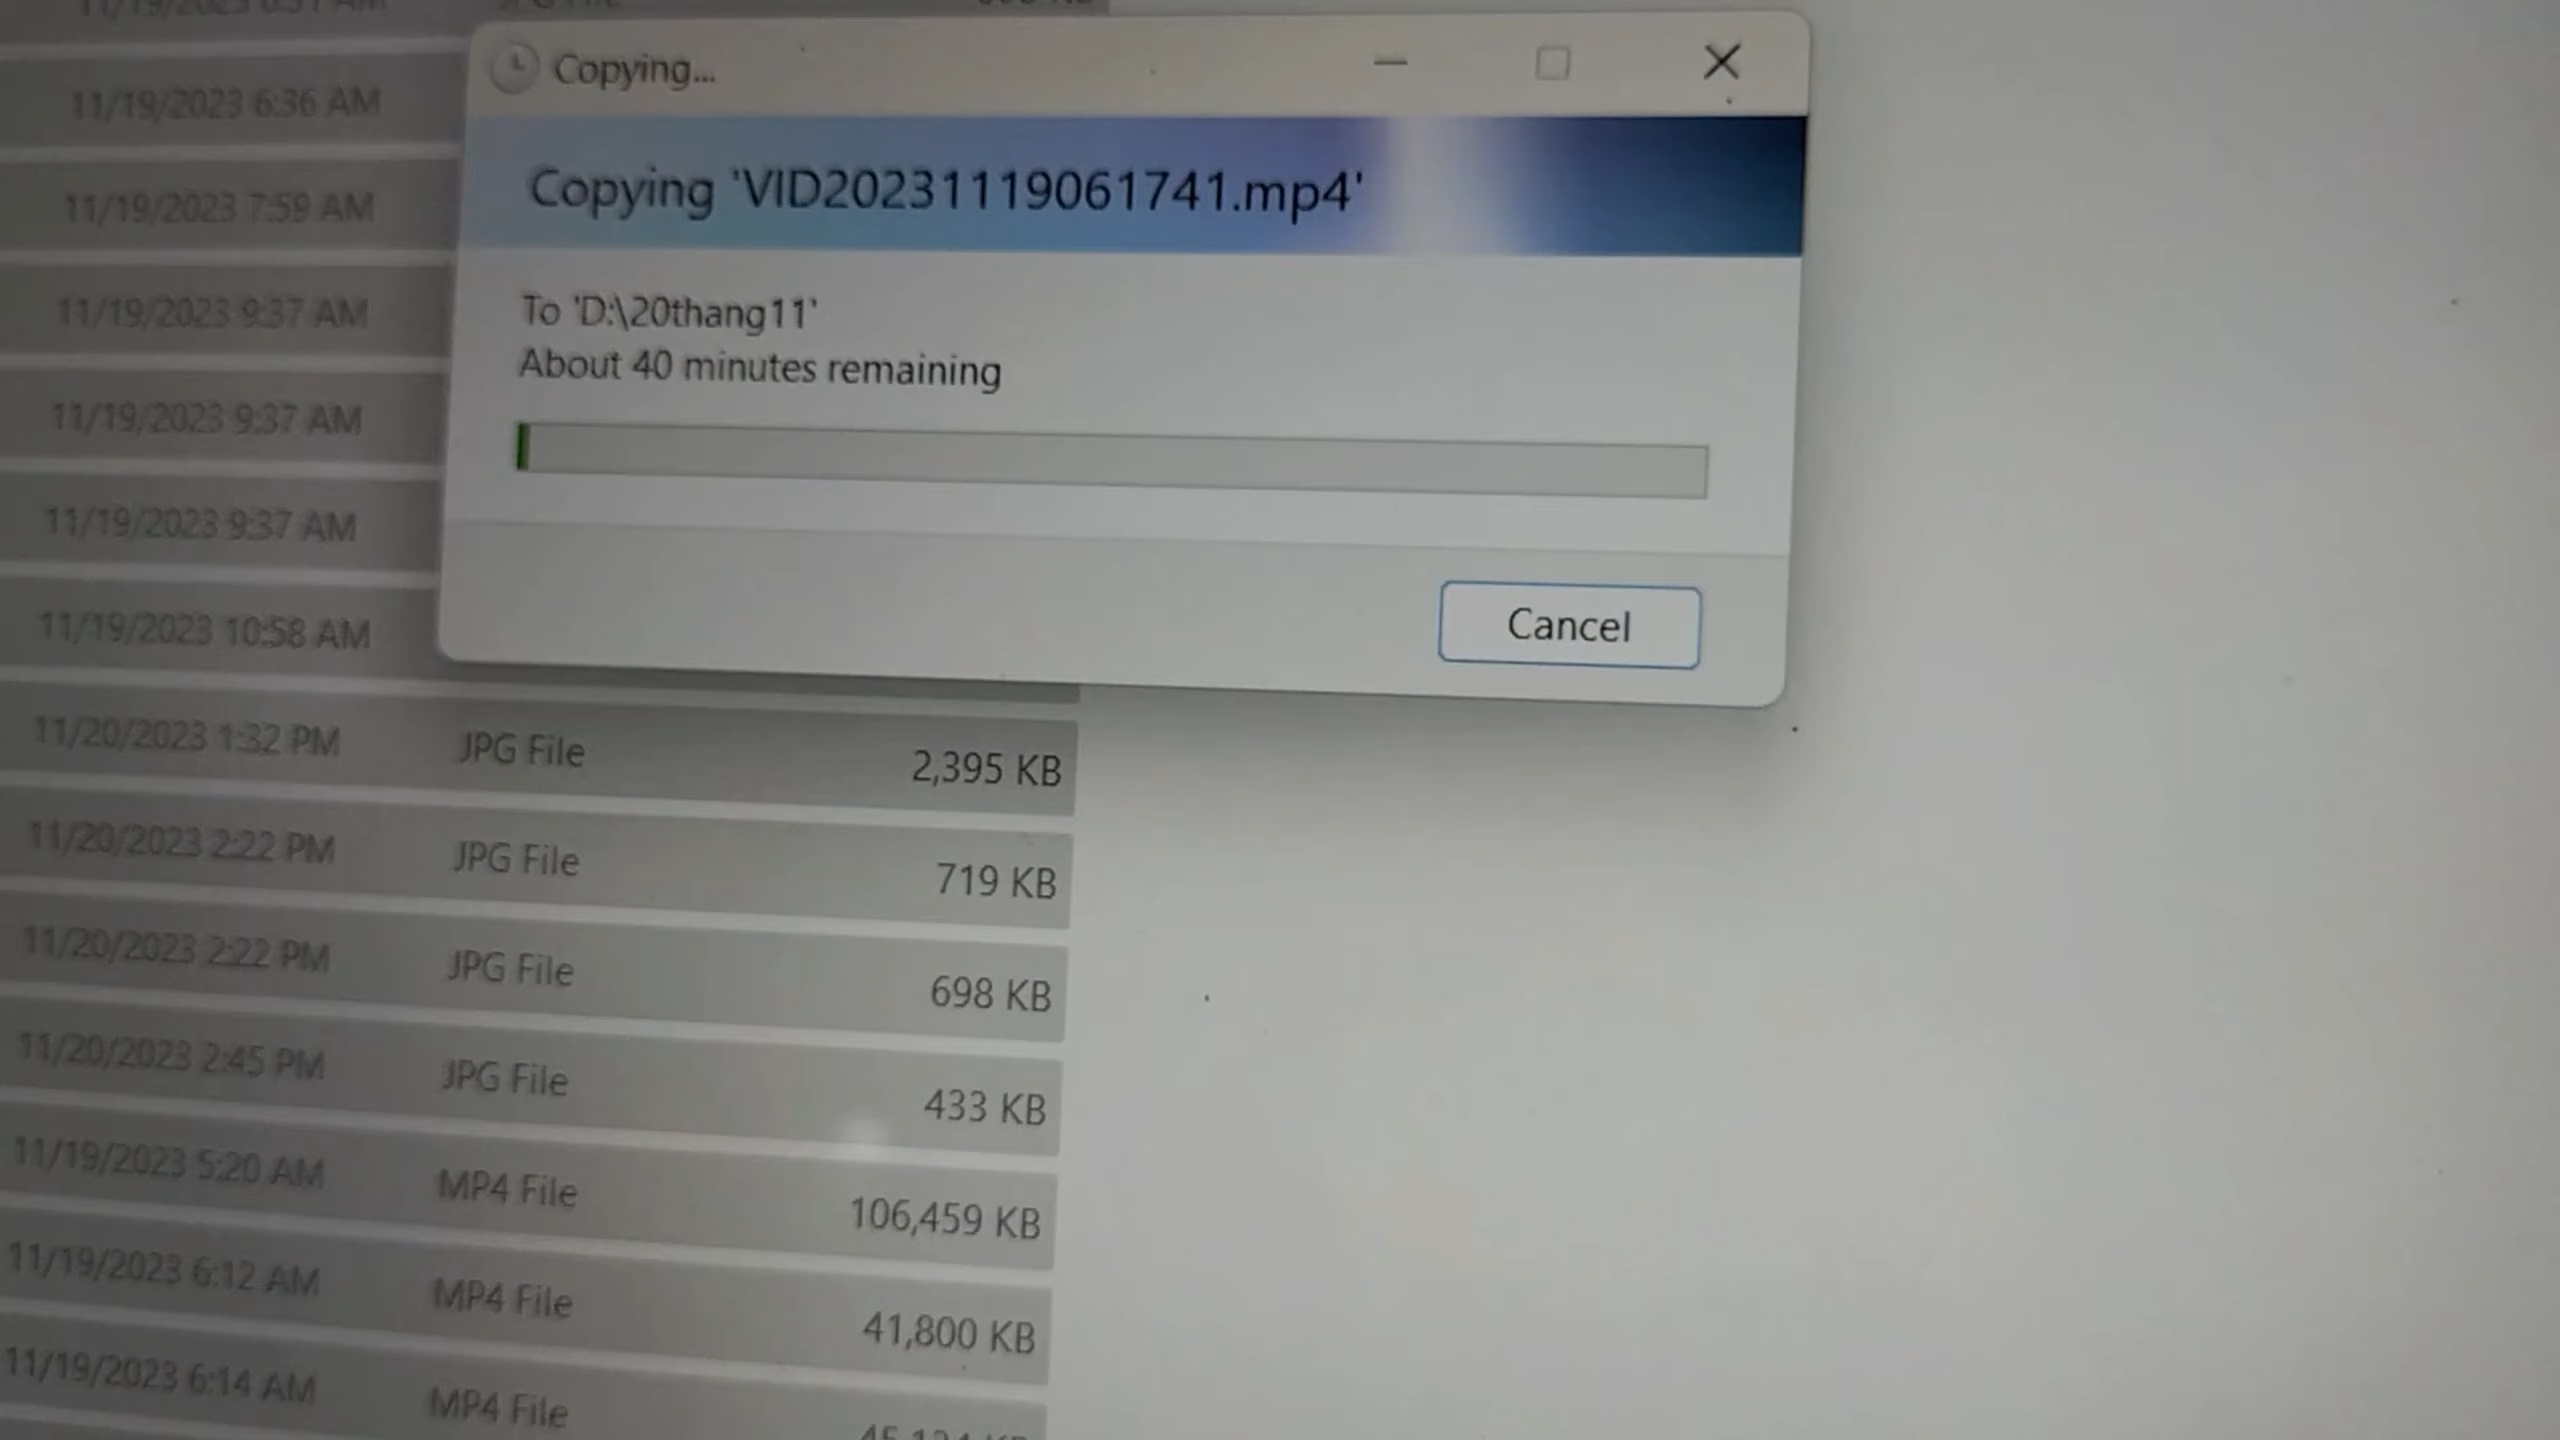 Copying...
Copying 'VID20231119061741.mp4'
To 'D:\20thang11'
About 40 minutes remaining
Cancel
11/19/2023 6:36 AM
11/19/2023 7:59 AM
11/19/2023 9:37 AM
11/19/2023 9:37 AM
11/19/2023 9:37 AM
11/19/2023 10:58 AM
11/20/2023 1:32 PM JPG File 2,395 KB
11/20/2023 2:22 PM JPG File 719 KB
11/20/2023 2:22 PM JPG File 698 KB
11/20/2023 2:45 PM JPG File 433 KB
11/19/2023 5:20 AM MP4 File 106,459 KB
11/19/2023 6:12 AM MP4 File 41,800 KB
11/19/2023 6:14 AM MP4 File